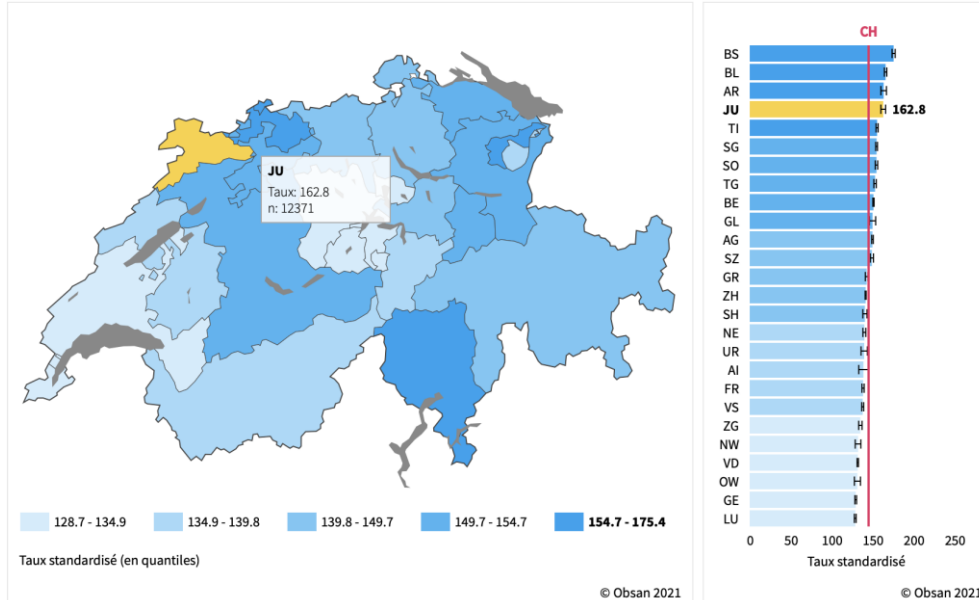 JU
Taux: 162.8
n: 12371
128.7 - 134.9
134.9 - 139.8
139.8 - 149.7
149.7 - 154.7
154.7 - 175.4
Taux standardisé (en quantiles)
© Obsan 2021
CH
BS
BL
AR
JU 162.8
TI
SG
SO
TG
BE
GL
AG
SZ
GR
ZH
SH
NE
UR
AI
FR
VS
ZG
NW
VD
OW
GE
LU
0 50 100 150 200 250
Taux standardisé
© Obsan 2021